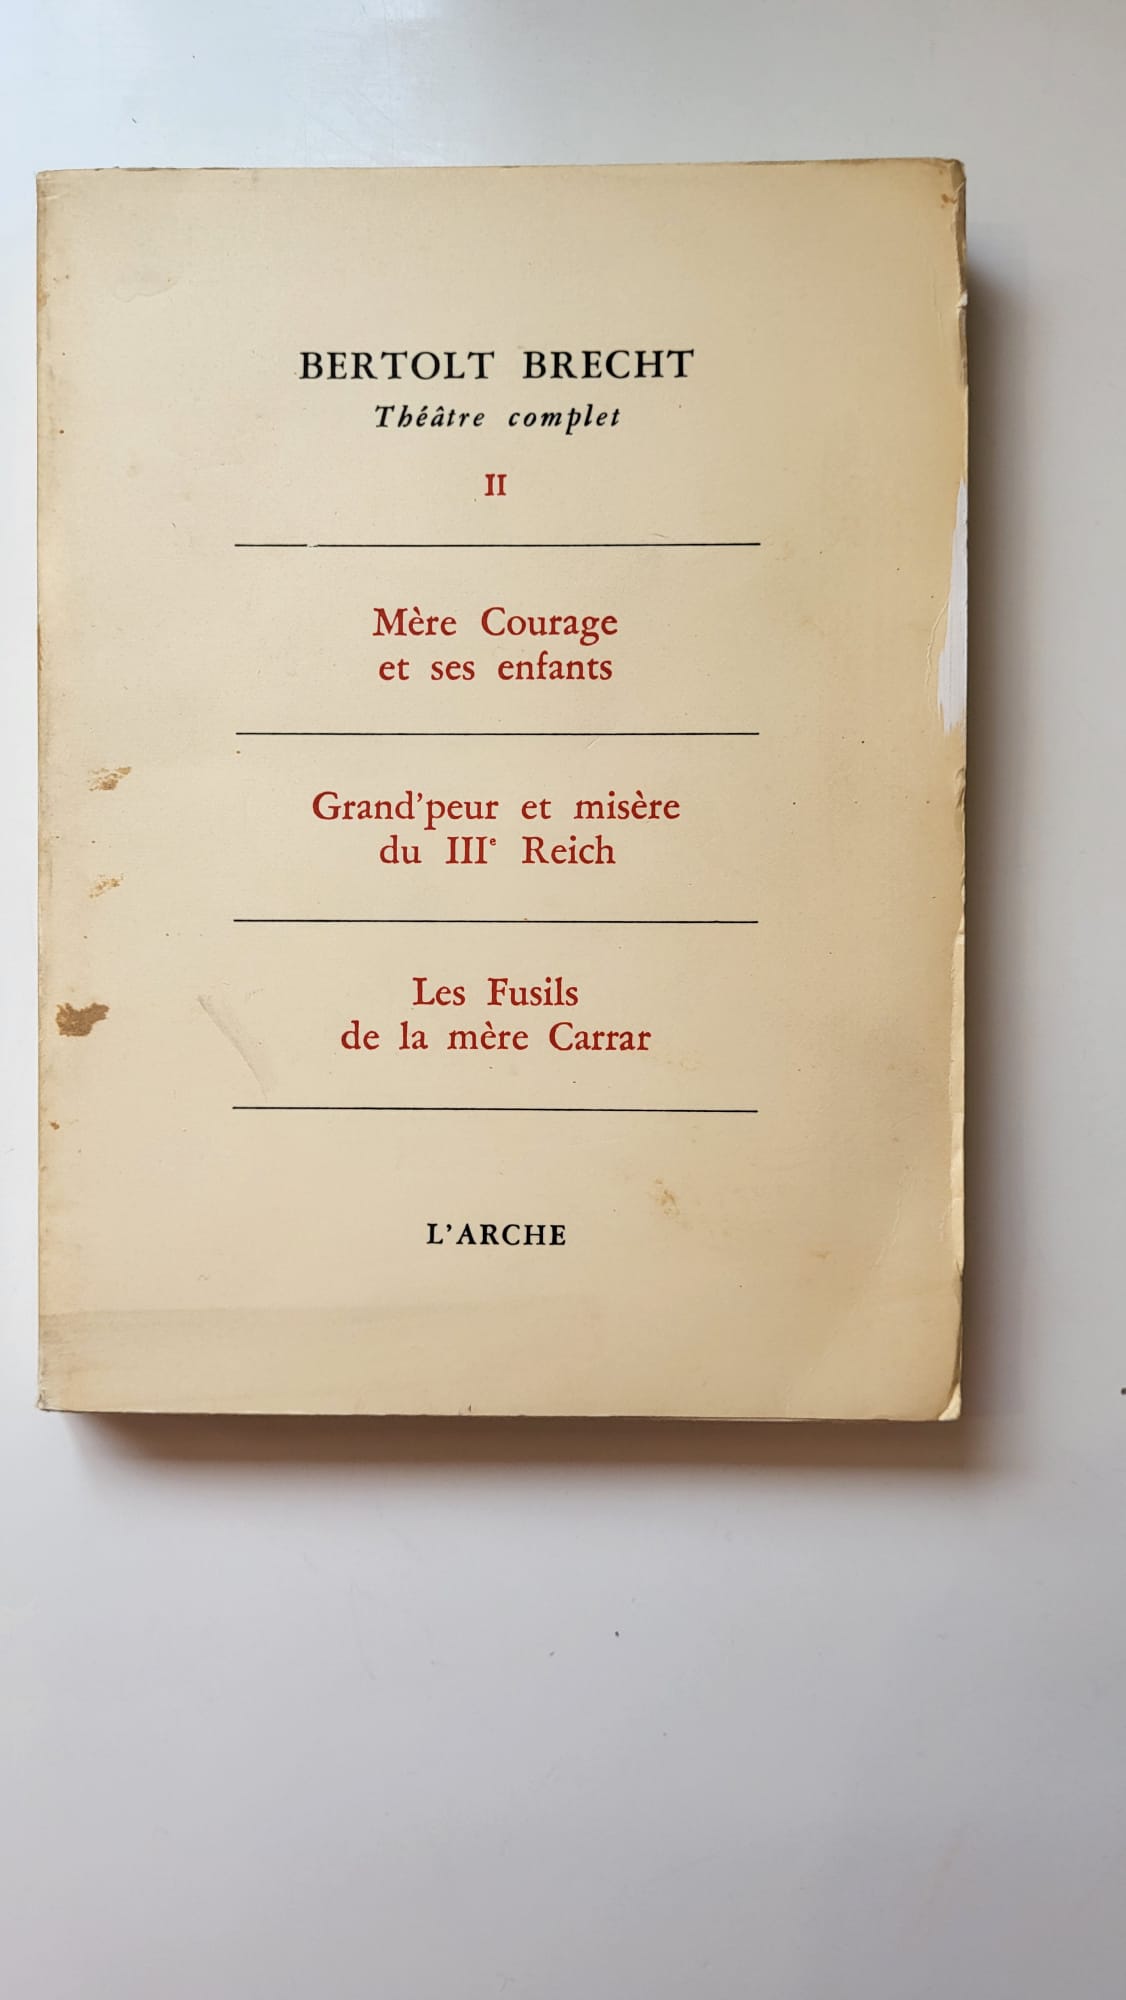 BERTOLT BRECHT
Théâtre complet
II
Mère Courage
et ses enfants
Grand'peur et misère
du IIIe Reich
Les Fusils
de la mère Carrar
L'ARCHE